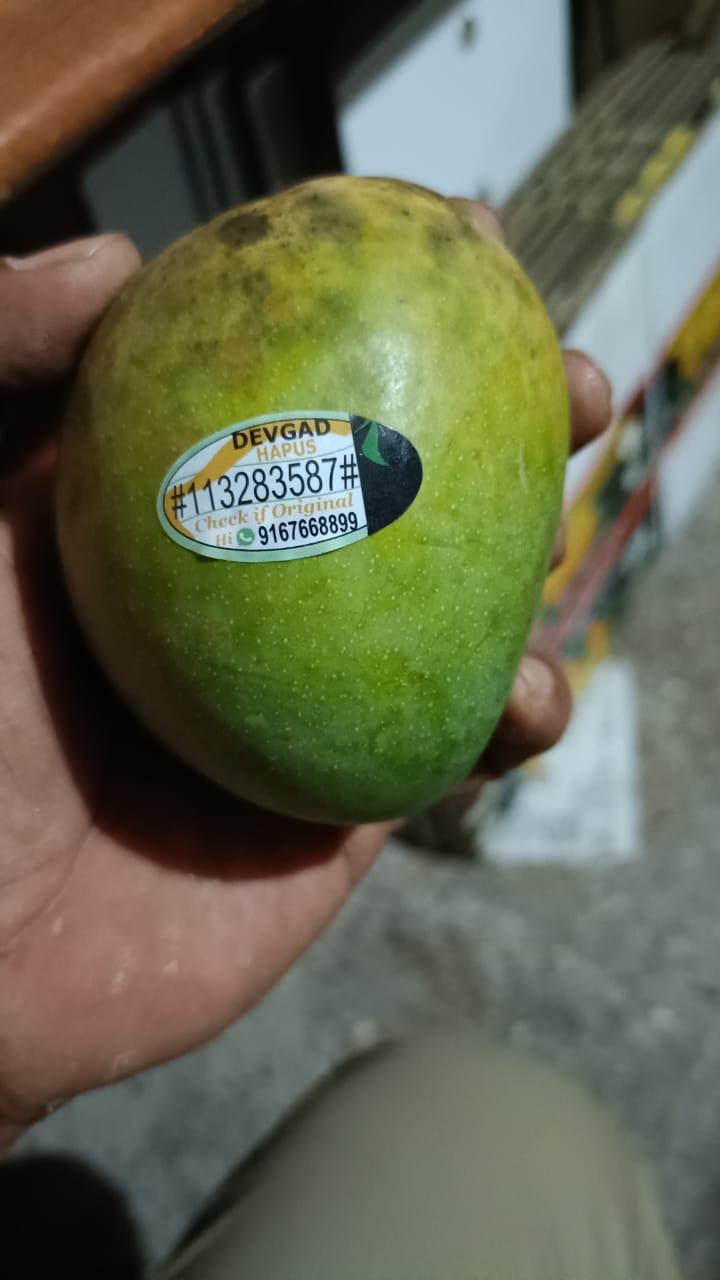 DEVGAD
HAPUS
#113283587#
Check if Original
Hi 9167668899